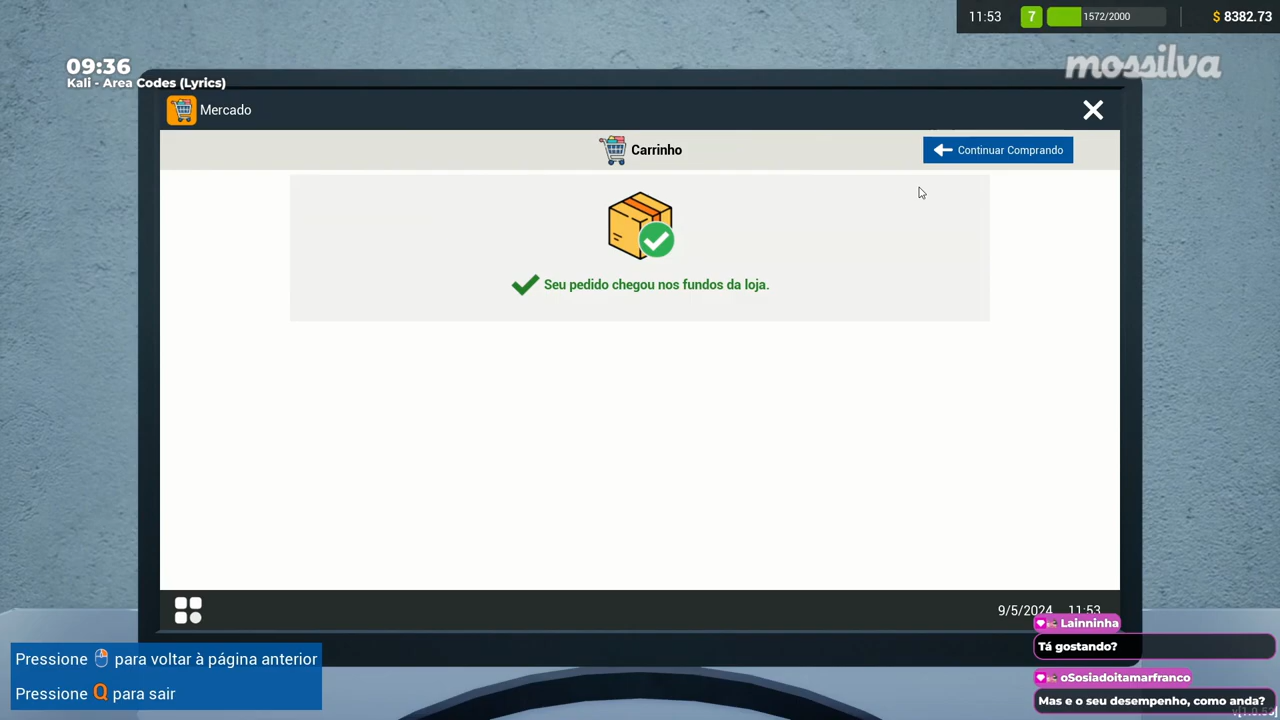 11:53
7
1572/2000
$ 8382.73
09:36
Kali - Area Codes (Lyrics)
mossilva
Mercado
Carrinho
Continuar Comprando
Seu pedido chegou nos fundos da loja.
9/5/2024
11:53
Lainninha
Tá gostando?
oSosiadoitamarfranco
Mas e o seu desempenho, como anda?
Pressione para voltar à página anterior
Pressione Q para sair